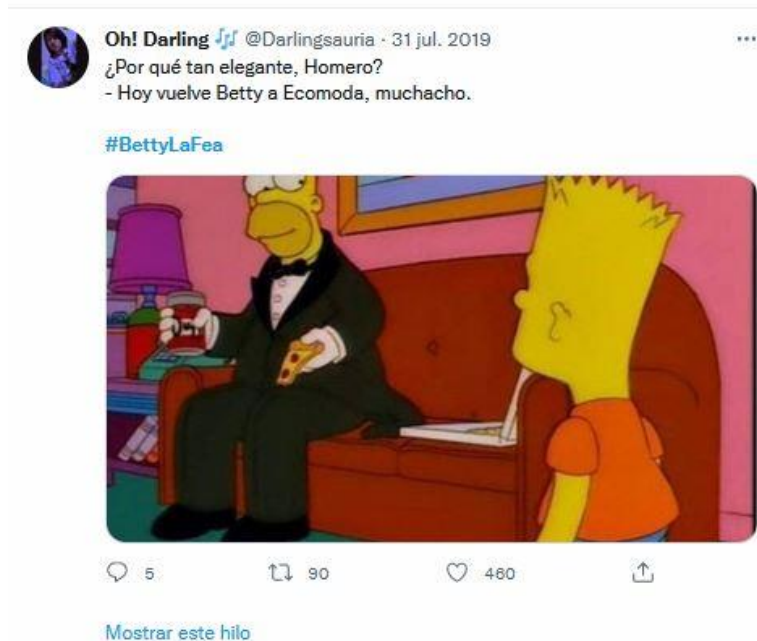 Oh! Darling 🎶 @Darlingsauria · 31 jul. 2019
¿Por qué tan elegante, Homero?
- Hoy vuelve Betty a Ecomoda, muchacho.
#BettyLaFea
5 90 460
Mostrar este hilo